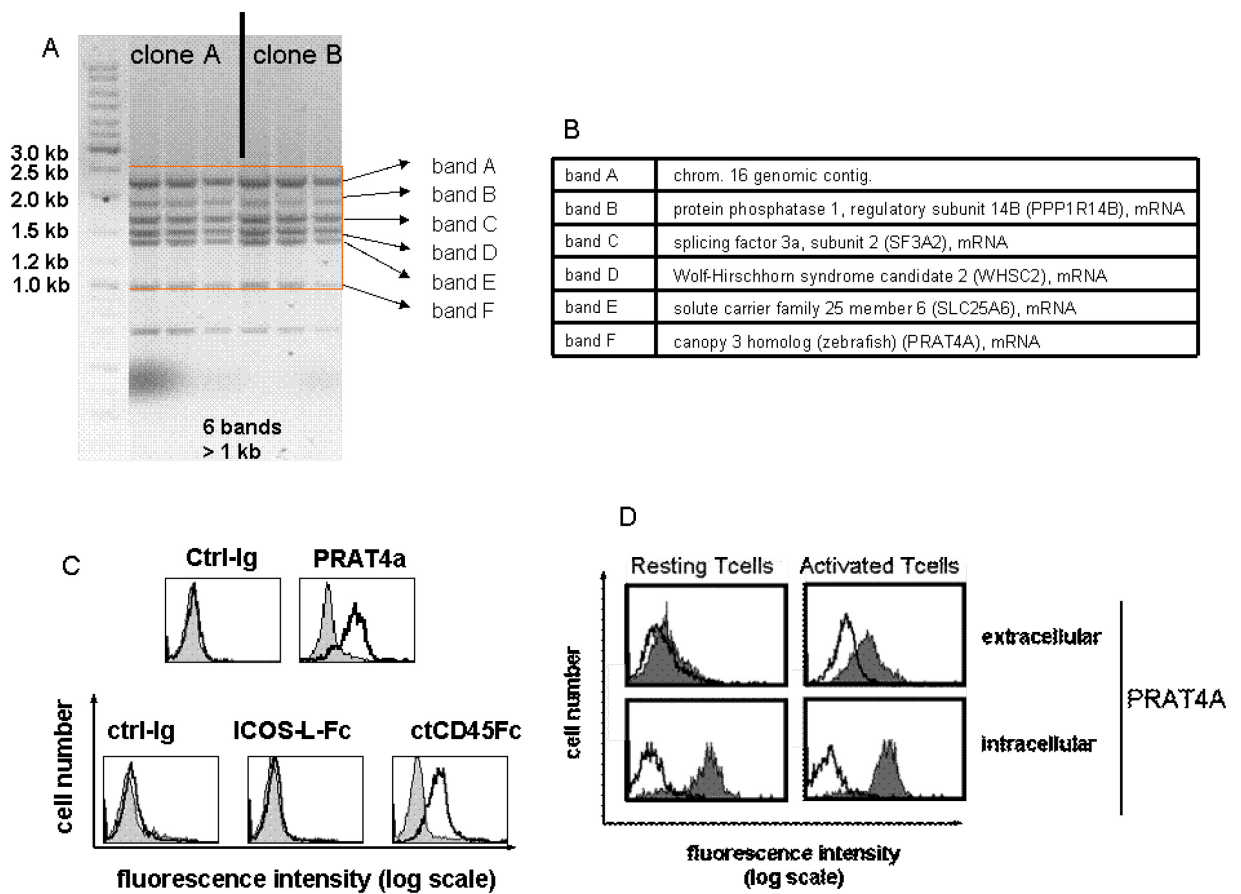 A
clone A
clone B
3.0 kb
2.5 kb
2.0 kb
1.5 kb
1.2 kb
1.0 kb
band A
band B
band C
band D
band E
band F
6 bands
> 1 kb
B
band A chrom. 16 genomic contig.
band B protein phosphatase 1, regulatory subunit 14B (PPP1R14B), mRNA
band C splicing factor 3a, subunit 2 (SF3A2), mRNA
band D Wolf-Hirschhorn syndrome candidate 2 (WHSC2), mRNA
band E solute carrier family 25 member 6 (SLC25A6), mRNA
band F canopy 3 homolog (zebrafish) (PRAT4A), mRNA
C
Ctrl-Ig
PRAT4a
ctrl-Ig
ICOS-L-Fc
ctCD45Fc
cell number
fluorescence intensity (log scale)
D
Resting Tcells
Activated Tcells
extracellular
intracellular
PRAT4A
cell number
fluorescence intensity
(log scale)